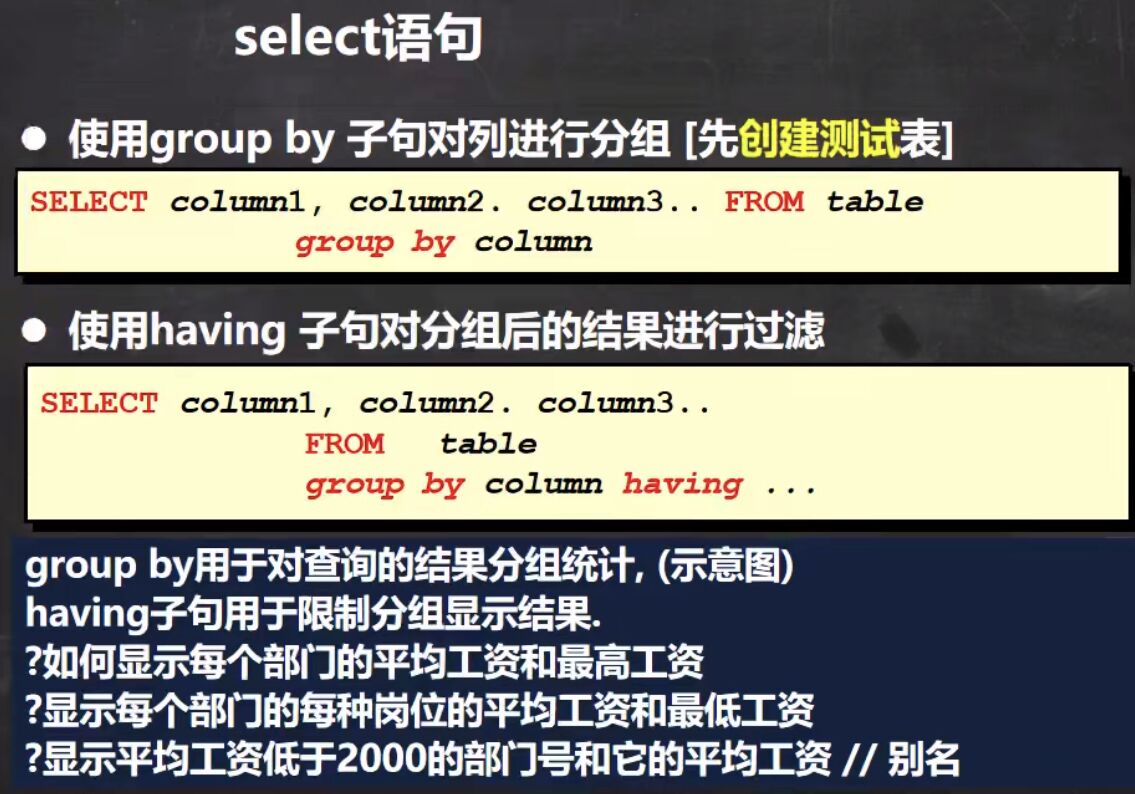 select语句
● 使用group by 子句对列进行分组 [先创建测试表]
SELECT column1, column2. column3.. FROM table
group by column
● 使用having 子句对分组后的结果进行过滤
SELECT column1, column2. column3..
FROM table
group by column having ...
group by用于对查询的结果分组统计, (示意图)
having子句用于限制分组显示结果.
?如何显示每个部门的平均工资和最高工资
?显示每个部门的每种岗位的平均工资和最低工资
?显示平均工资低于2000的部门号和它的平均工资 // 别名